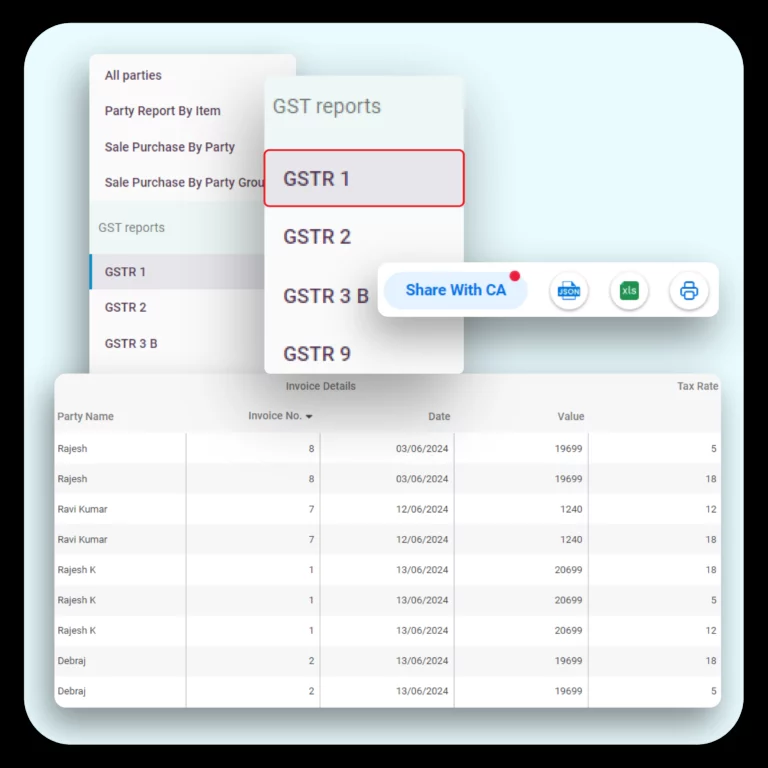 All parties
Party Report By Item
Sale Purchase By Party
Sale Purchase By Party Grou
GST reports
GSTR 1
GSTR 2
GSTR 3 B
GST reports
GSTR 1
GSTR 2
GSTR 3 B
GSTR 9
Share With CA JSON xls
Invoice Details Tax Rate
Party Name Invoice No. Date Value
Rajesh 8 03/06/2024 19699 5
Rajesh 8 03/06/2024 19699 18
Ravi Kumar 7 12/06/2024 1240 12
Ravi Kumar 7 12/06/2024 1240 18
Rajesh K 1 13/06/2024 20699 18
Rajesh K 1 13/06/2024 20699 5
Rajesh K 1 13/06/2024 20699 12
Debraj 2 13/06/2024 19699 18
Debraj 2 13/06/2024 19699 5